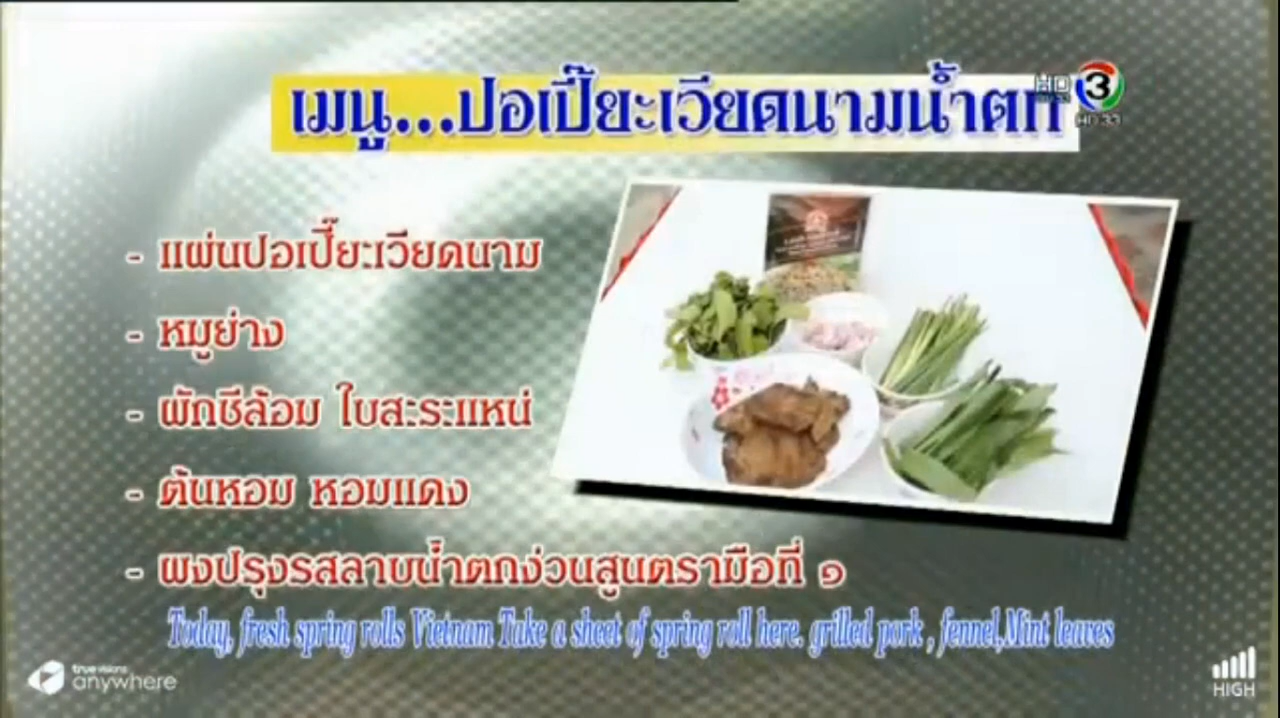 เมนู...ปอเปี๊ยะเวียดนามน้ำตก
HD 3
HD 33
- แผ่นปอเปี๊ยะเวียดนาม
- หมูย่าง
- ผักชีล้อม ใบสะระแหน่
- ต้นหอม หอมแดง
- ผงปรุงรสลาบน้ำตกง่วนสูนตรามือที่ ๑
Today, fresh spring rolls Vietnam Take a sheet of spring roll here. grilled pork , fennel,Mint leaves
truevisions
anywhere
HIGH